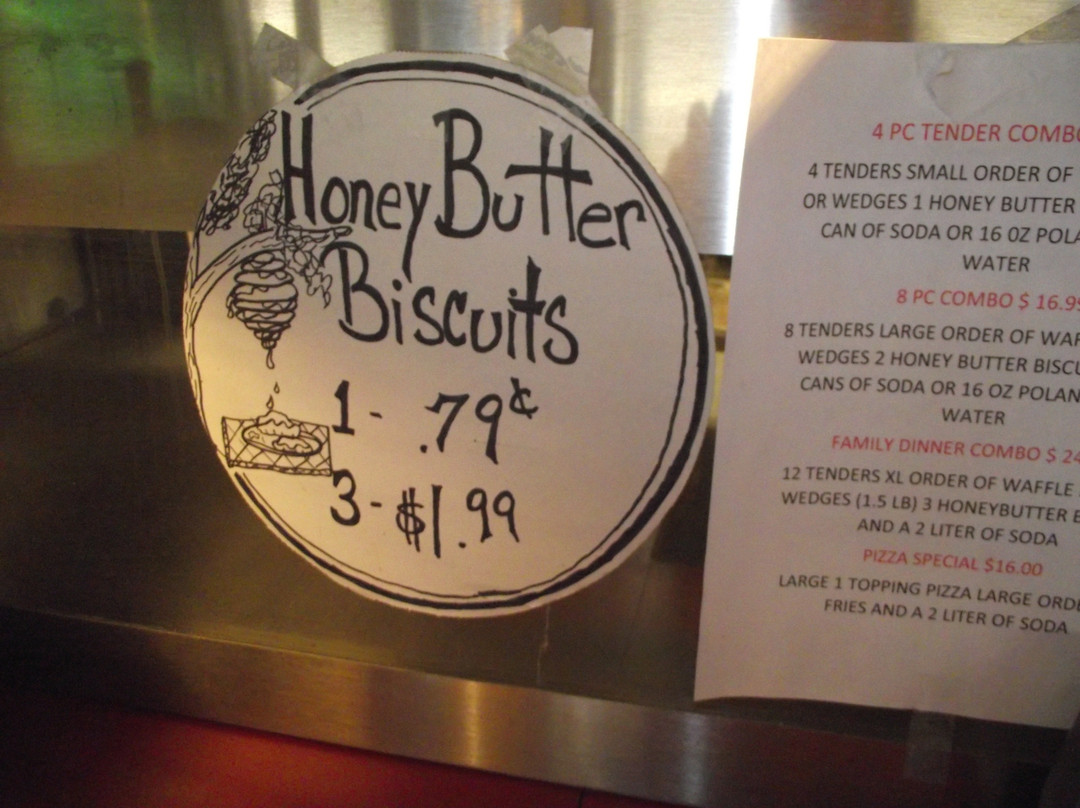 Honey Butter
Biscuits
1 - .79¢
3 - $1.99
4 PC TENDER COMBO
4 TENDERS SMALL ORDER OF
OR WEDGES 1 HONEY BUTTER
CAN OF SODA OR 16 OZ
WATER
8 PC COMBO $ 16.99
8 TENDERS LARGE ORDER OF
WEDGES 2 HONEY BUTTER
CANS OF SODA OR 16 OZ
WATER
FAMILY DINNER COMBO $
12 TENDERS XL ORDER OF WAFFLE
WEDGES (1.5 LB) 3 HONEYBUTTER
AND A 2 LITER OF SODA
PIZZA SPECIAL $16.00
LARGE 1 TOPPING PIZZA LARGE
FRIES AND A 2 LITER OF SODA